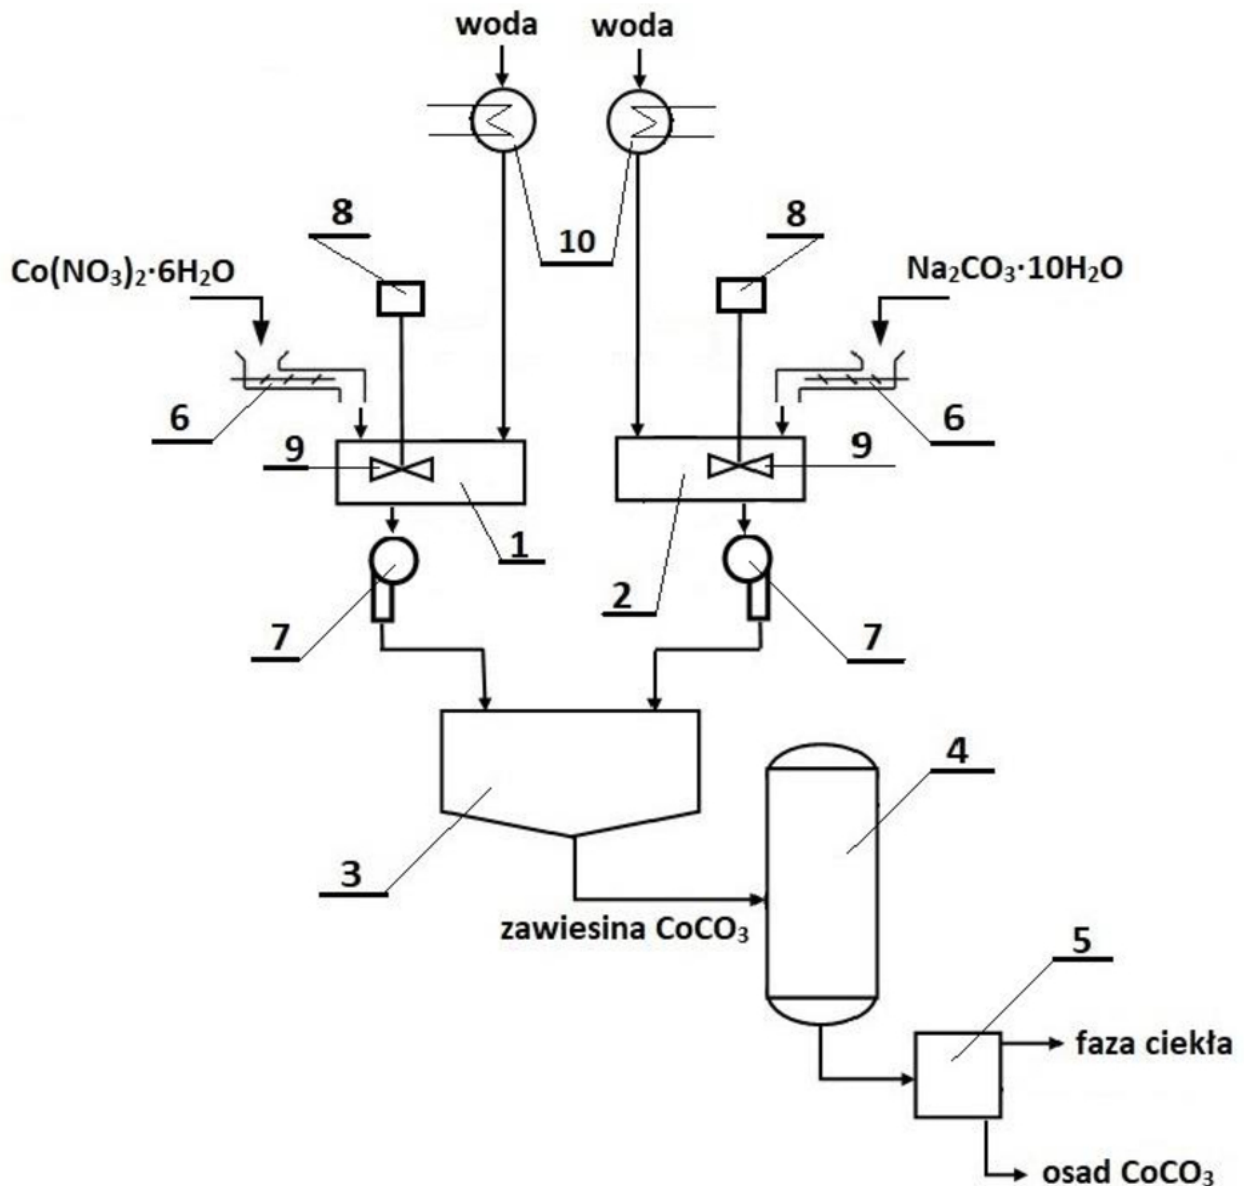 woda woda
8 8
10
Co(NO₃)₂·6H₂O Na₂CO₃·10H₂O
6 6
9 9
1
2
7 7
4
3
zawiesina CoCO₃
5
faza ciekła
osad CoCO₃